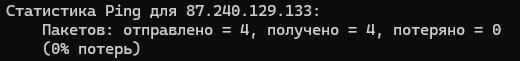 Статистика Ping для 87.240.129.133:
Пакетов: отправлено = 4, получено = 4, потеряно = 0
(0% потерь)